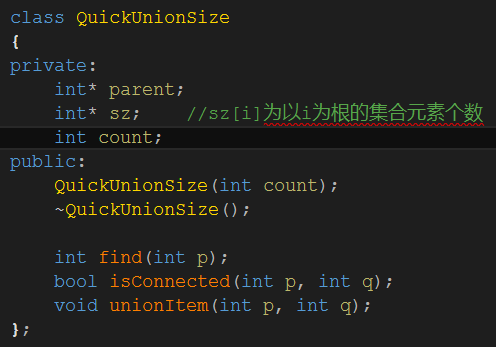 class QuickUnionSize
{
private:
    int* parent;
    int* sz;    //sz[i]为以i为根的集合元素个数
    int count;
public:
    QuickUnionSize(int count);
    ~QuickUnionSize();

    int find(int p);
    bool isConnected(int p, int q);
    void unionItem(int p, int q);
};